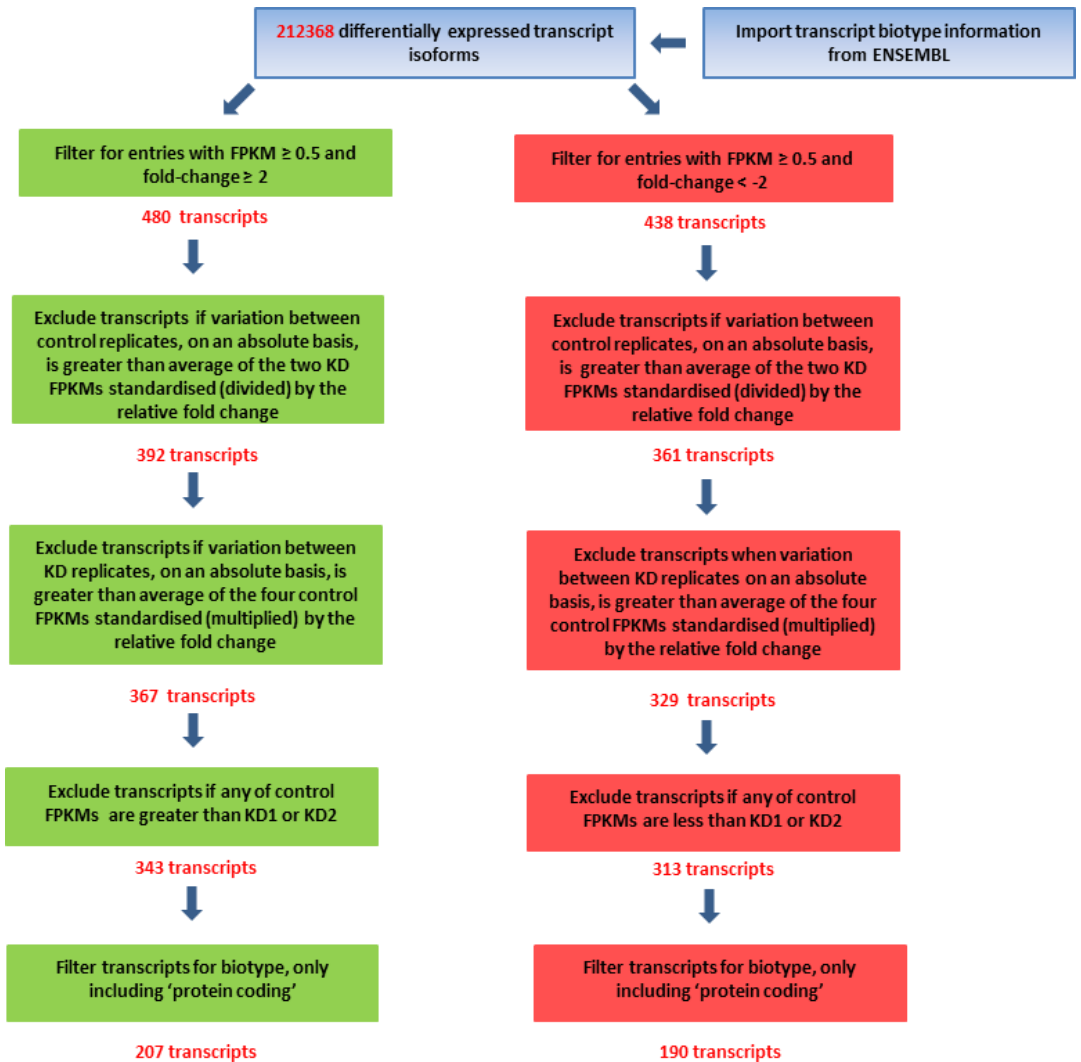 212368 differentially expressed transcript
isoforms
Import transcript biotype information
from ENSEMBL
Filter for entries with FPKM ≥ 0.5 and
fold-change ≥ 2
480 transcripts
Exclude transcripts if variation between
control replicates, on an absolute basis,
is greater than average of the two KD
FPKMs standardised (divided) by the
relative fold change
392 transcripts
Exclude transcripts if variation between
KD replicates, on an absolute basis, is
greater than average of the four control
FPKMs standardised (multiplied) by the
relative fold change
367 transcripts
Exclude transcripts if any of control
FPKMs are greater than KD1 or KD2
343 transcripts
Filter transcripts for biotype, only
including ‘protein coding’
207 transcripts
Filter for entries with FPKM ≥ 0.5 and
fold-change < -2
438 transcripts
Exclude transcripts if variation between
control replicates, on an absolute basis,
is greater than average of the two KD
FPKMs standardised (divided) by the
relative fold change
361 transcripts
Exclude transcripts when variation
between KD replicates on an absolute
basis, is greater than average of the four
control FPKMs standardised (multiplied)
by the relative fold change
329 transcripts
Exclude transcripts if any of control
FPKMs are less than KD1 or KD2
313 transcripts
Filter transcripts for biotype, only
including ‘protein coding’
190 transcripts